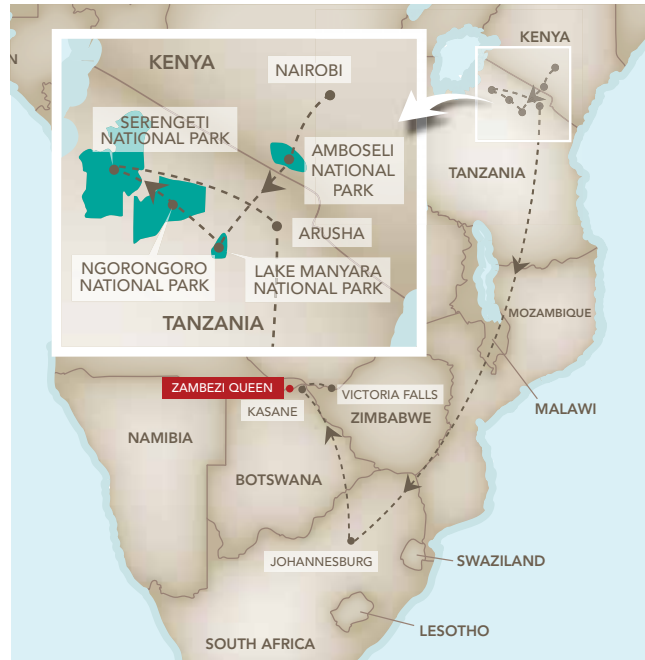 KENYA
NAIROBI
SERENGETI
NATIONAL PARK
AMBOSELI
NATIONAL
PARK
ARUSHA
NGORONGORO
NATIONAL PARK
LAKE MANYARA
NATIONAL PARK
TANZANIA
N
KENYA
TANZANIA
MOZAMBIQUE
MALAWI
ZAMBEZI QUEEN
KASANE
VICTORIA FALLS
ZIMBABWE
NAMIBIA
BOTSWANA
JOHANNESBURG
SWAZILAND
LESOTHO
SOUTH AFRICA